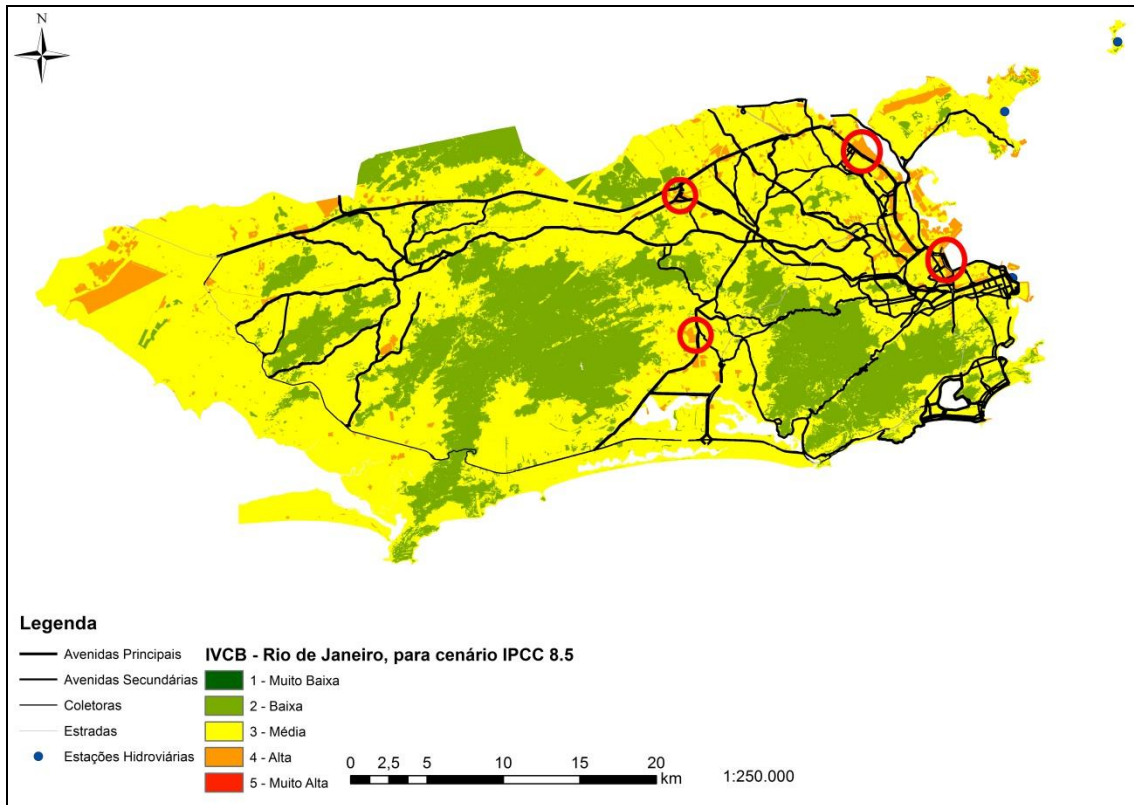 N
Legenda
Avenidas Principais
Avenidas Secundárias
Coletoras
Estradas
Estações Hidroviárias
IVCB - Rio de Janeiro, para cenário IPCC 8.5
1 - Muito Baixa
2 - Baixa
3 - Média
4 - Alta
5 - Muito Alta
0 2,5 5 10 15 20
km
1:250.000